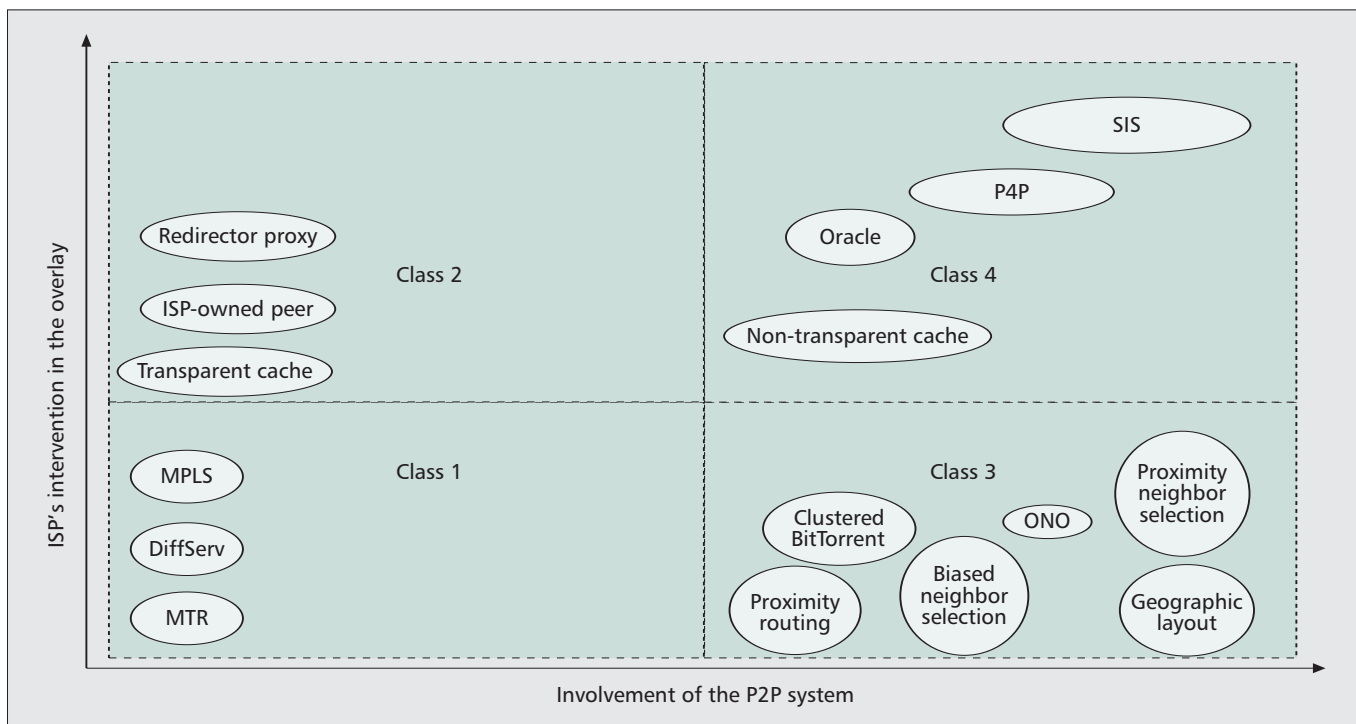 ISP's intervention in the overlay
SIS
P4P
Redirector proxy
Oracle
Class 2
Class 4
ISP-owned peer
Non-transparent cache
Transparent cache
MPLS
Class 1
Class 3
Proximity
neighbor
selection
Clustered
BitTorrent
ONO
DiffServ
Biased
neighbor
selection
Proximity
routing
Geographic
layout
MTR
Involvement of the P2P system